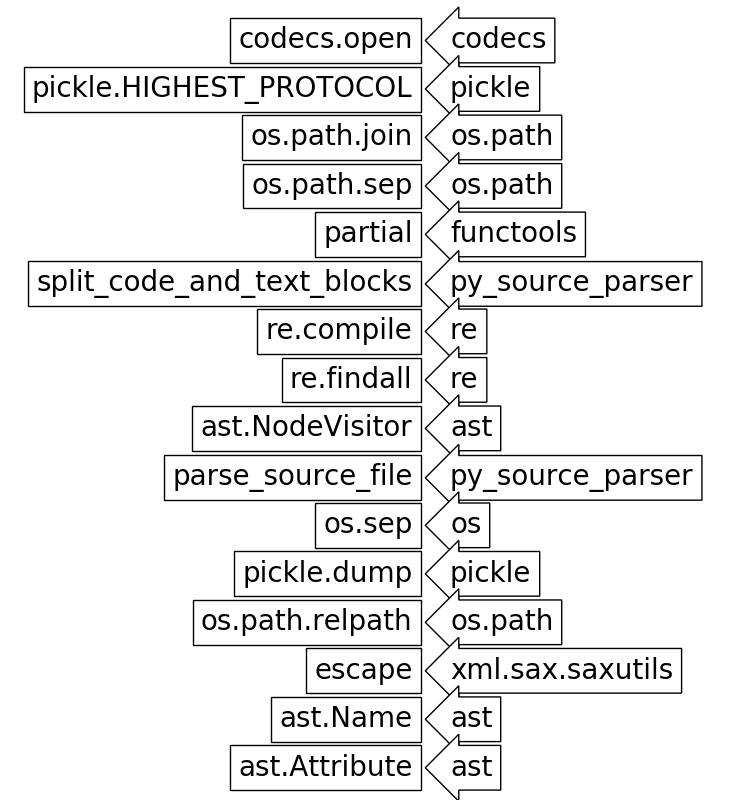 codecs.open codecs
pickle.HIGHEST_PROTOCOL pickle
os.path.join os.path
os.path.sep os.path
partial functools
split_code_and_text_blocks py_source_parser
re.compile re
re.findall re
ast.NodeVisitor ast
parse_source_file py_source_parser
os.sep os
pickle.dump pickle
os.path.relpath os.path
escape xml.sax.saxutils
ast.Name ast
ast.Attribute ast